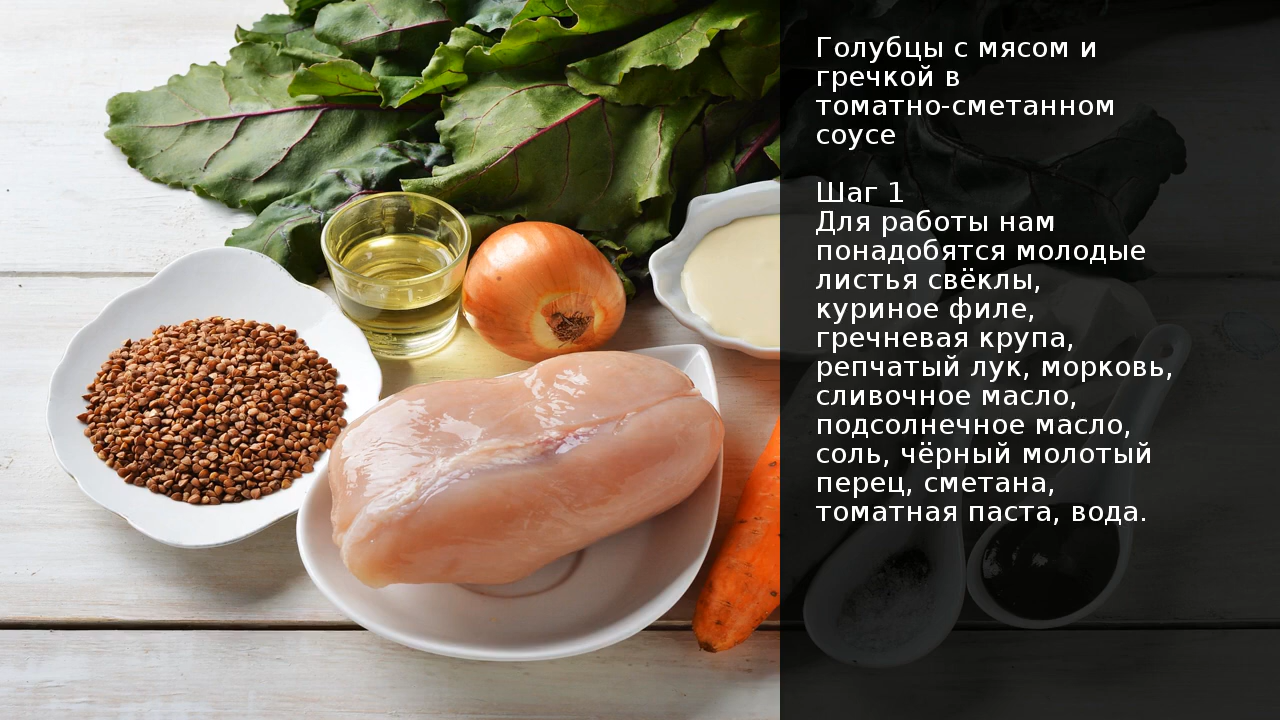 Голубцы с мясом и
гречкой в
томатно-сметанном
соусе
Шаг 1
Для работы нам
понадобятся молодые
листья свёклы,
куриное филе,
гречневая крупа,
репчатый лук, морковь,
сливочное масло,
подсолнечное масло,
соль, чёрный молотый
перец, сметана,
томатная паста, вода.